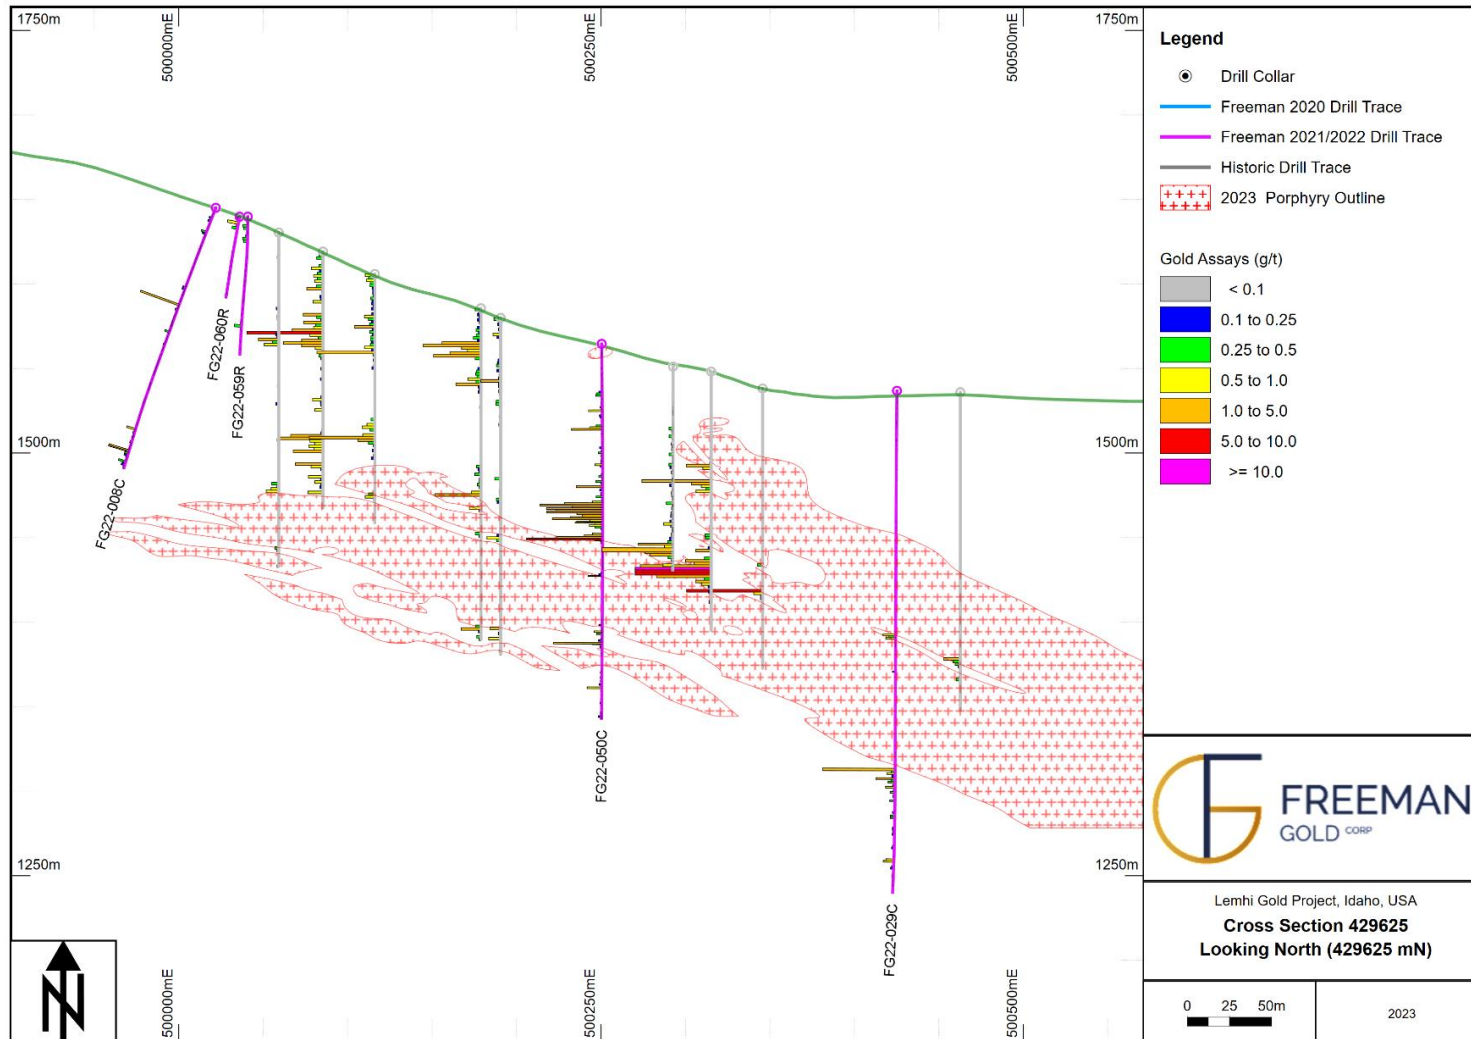 1750m
500000mE
500250mE
500500mE
1750m
FG22-060R
FG22-059R
FG22-008C
1500m
1500m
FG22-050C
FG22-029C
1250m
1250m
500000mE
500250mE
500500mE
N
Legend
Drill Collar
Freeman 2020 Drill Trace
Freeman 2021/2022 Drill Trace
Historic Drill Trace
2023 Porphyry Outline
Gold Assays (g/t)
< 0.1
0.1 to 0.25
0.25 to 0.5
0.5 to 1.0
1.0 to 5.0
5.0 to 10.0
>= 10.0
FREEMAN
GOLD CORP
Lemhi Gold Project, Idaho, USA
Cross Section 429625
Looking North (429625 mN)
0 25 50m
2023